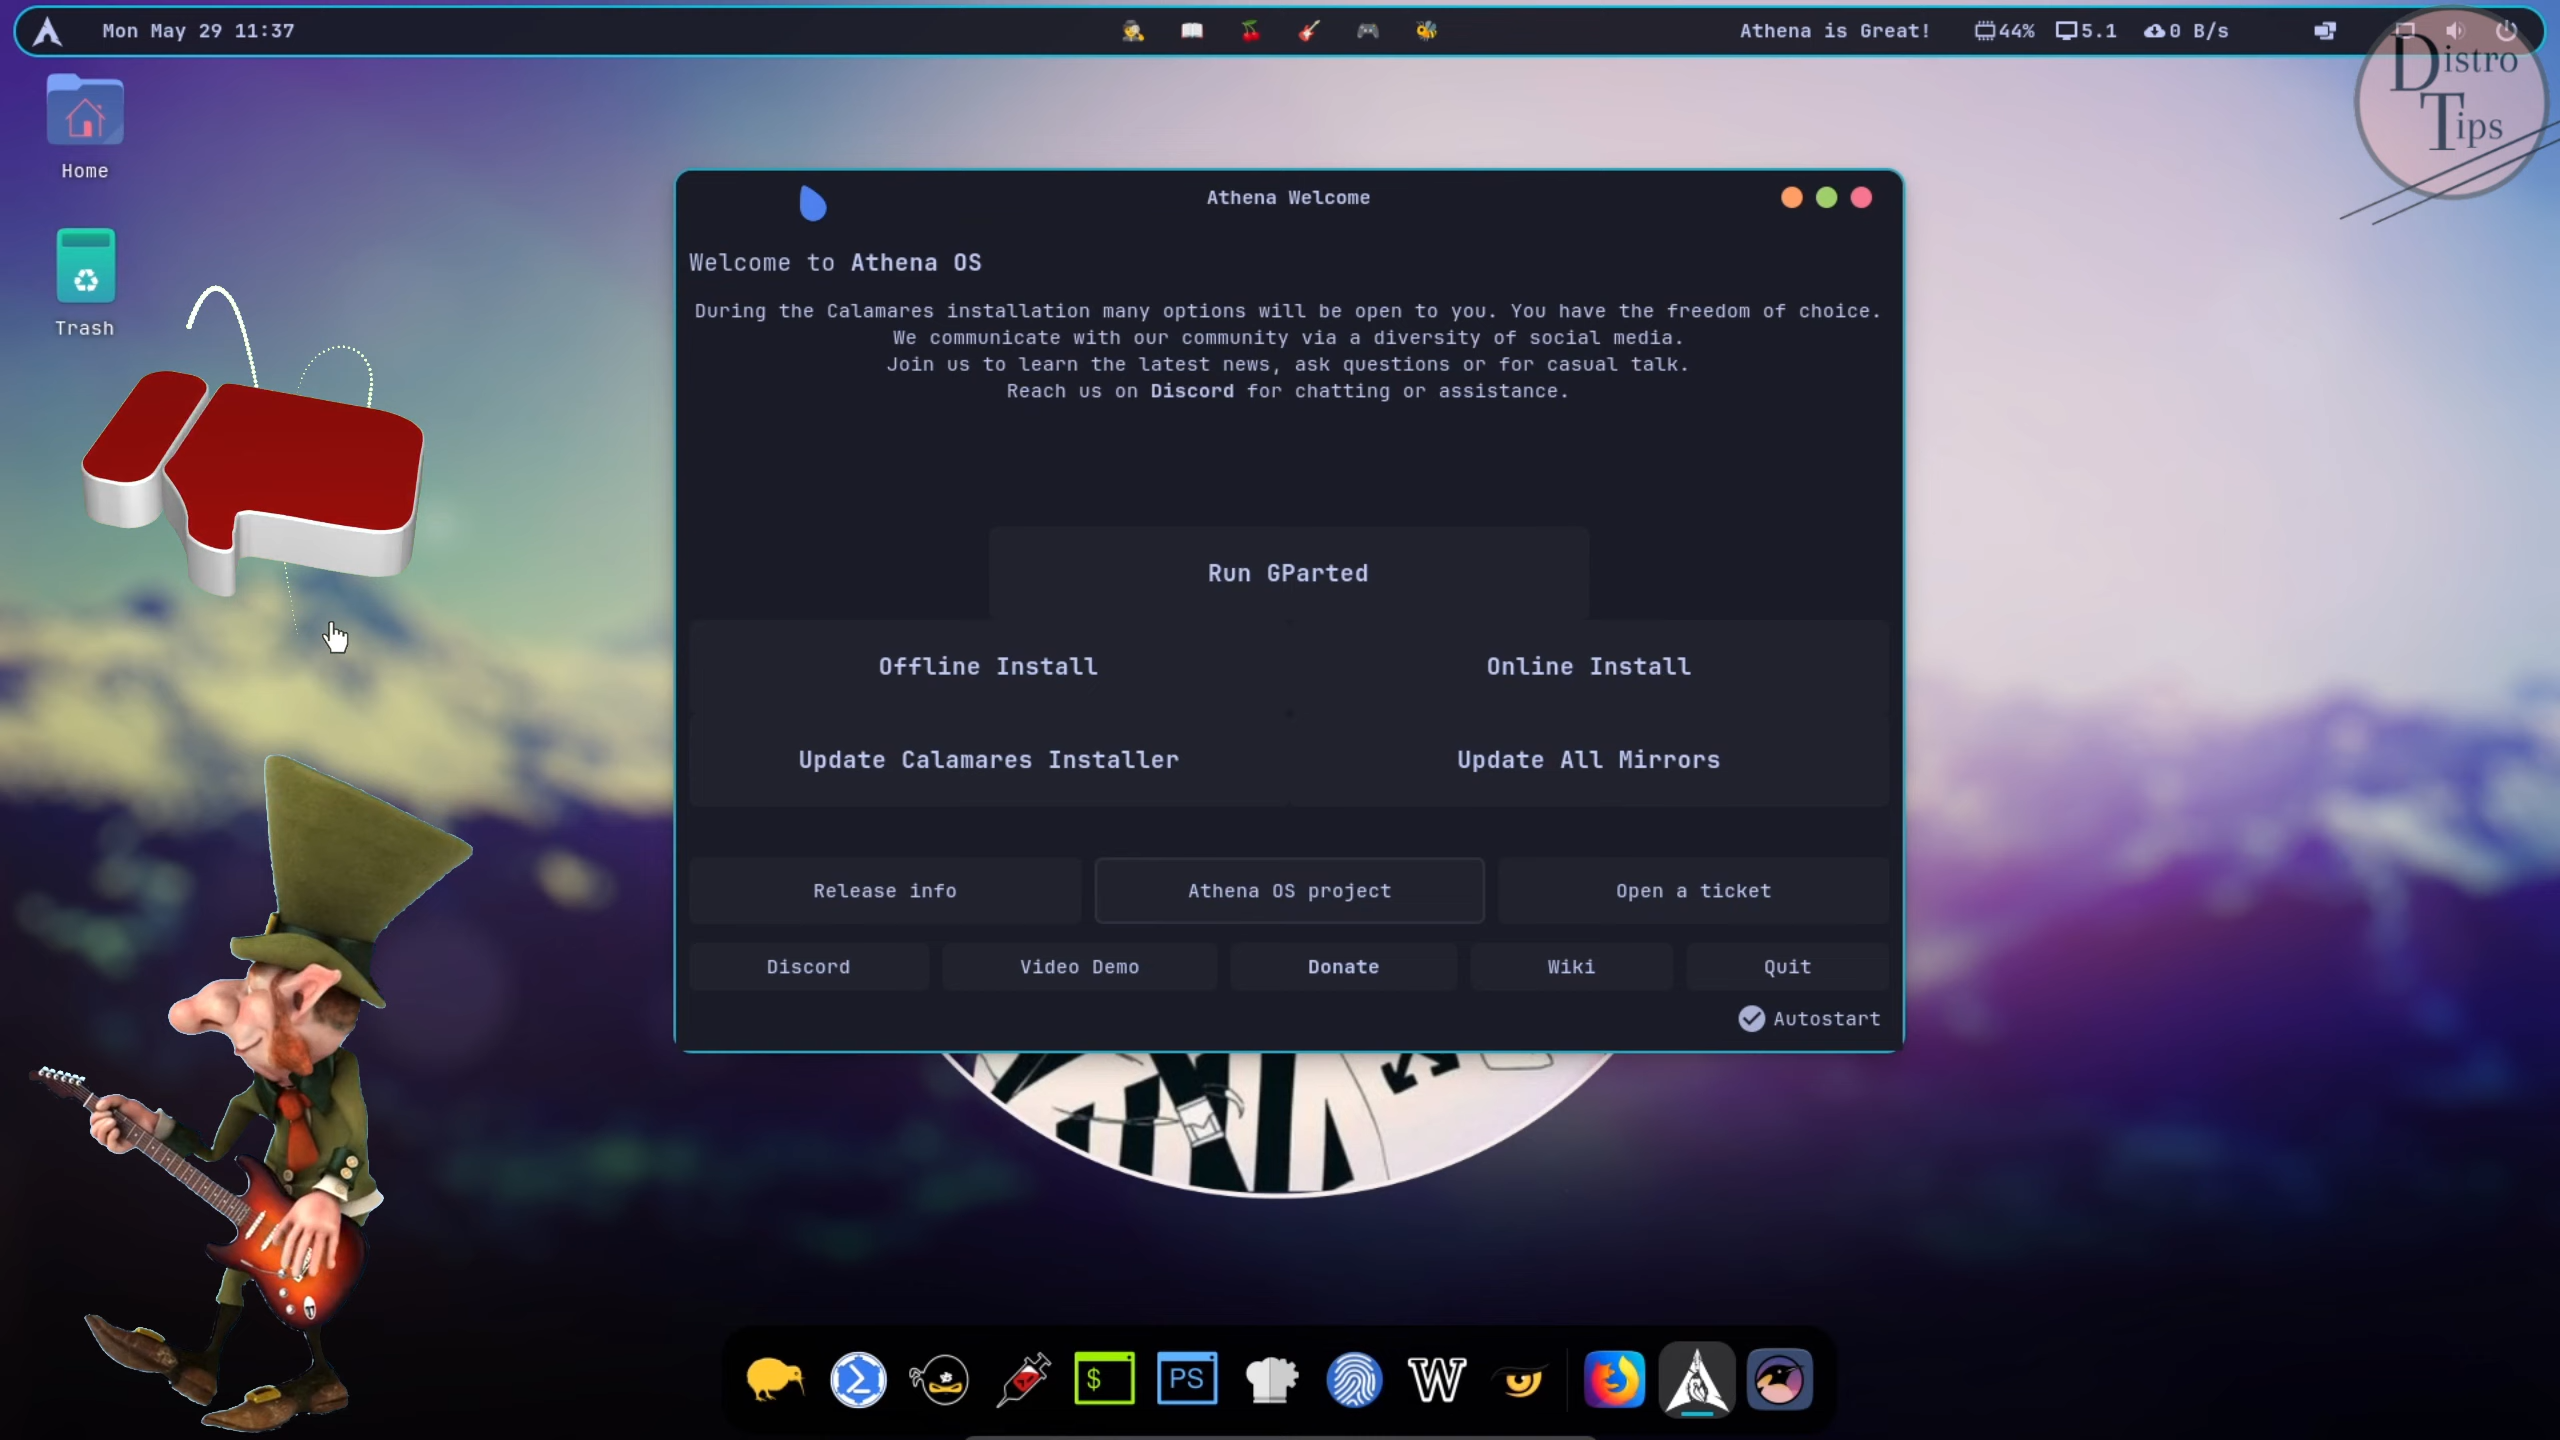 Mon May 29 11:37
Athena is Great!
44%
5.1
0 B/s
Distro
Tips
Home
Trash
Athena Welcome
Welcome to Athena OS
During the Calamares installation many options will be open to you. You have the freedom of choice.
We communicate with our community via a diversity of social media.
Join us to learn the latest news, ask questions or for casual talk.
Reach us on Discord for chatting or assistance.
Run GParted
Offline Install
Online Install
Update Calamares Installer
Update All Mirrors
Release info
Athena OS project
Open a ticket
Discord
Video Demo
Donate
Wiki
Quit
Autostart
$
PS
W